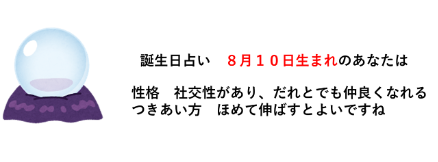 誕生日占い　８月１０日生まれのあなたは
性格　社交性があり、だれとでも仲良くなれる
つきあい方　ほめて伸ばすとよいですね